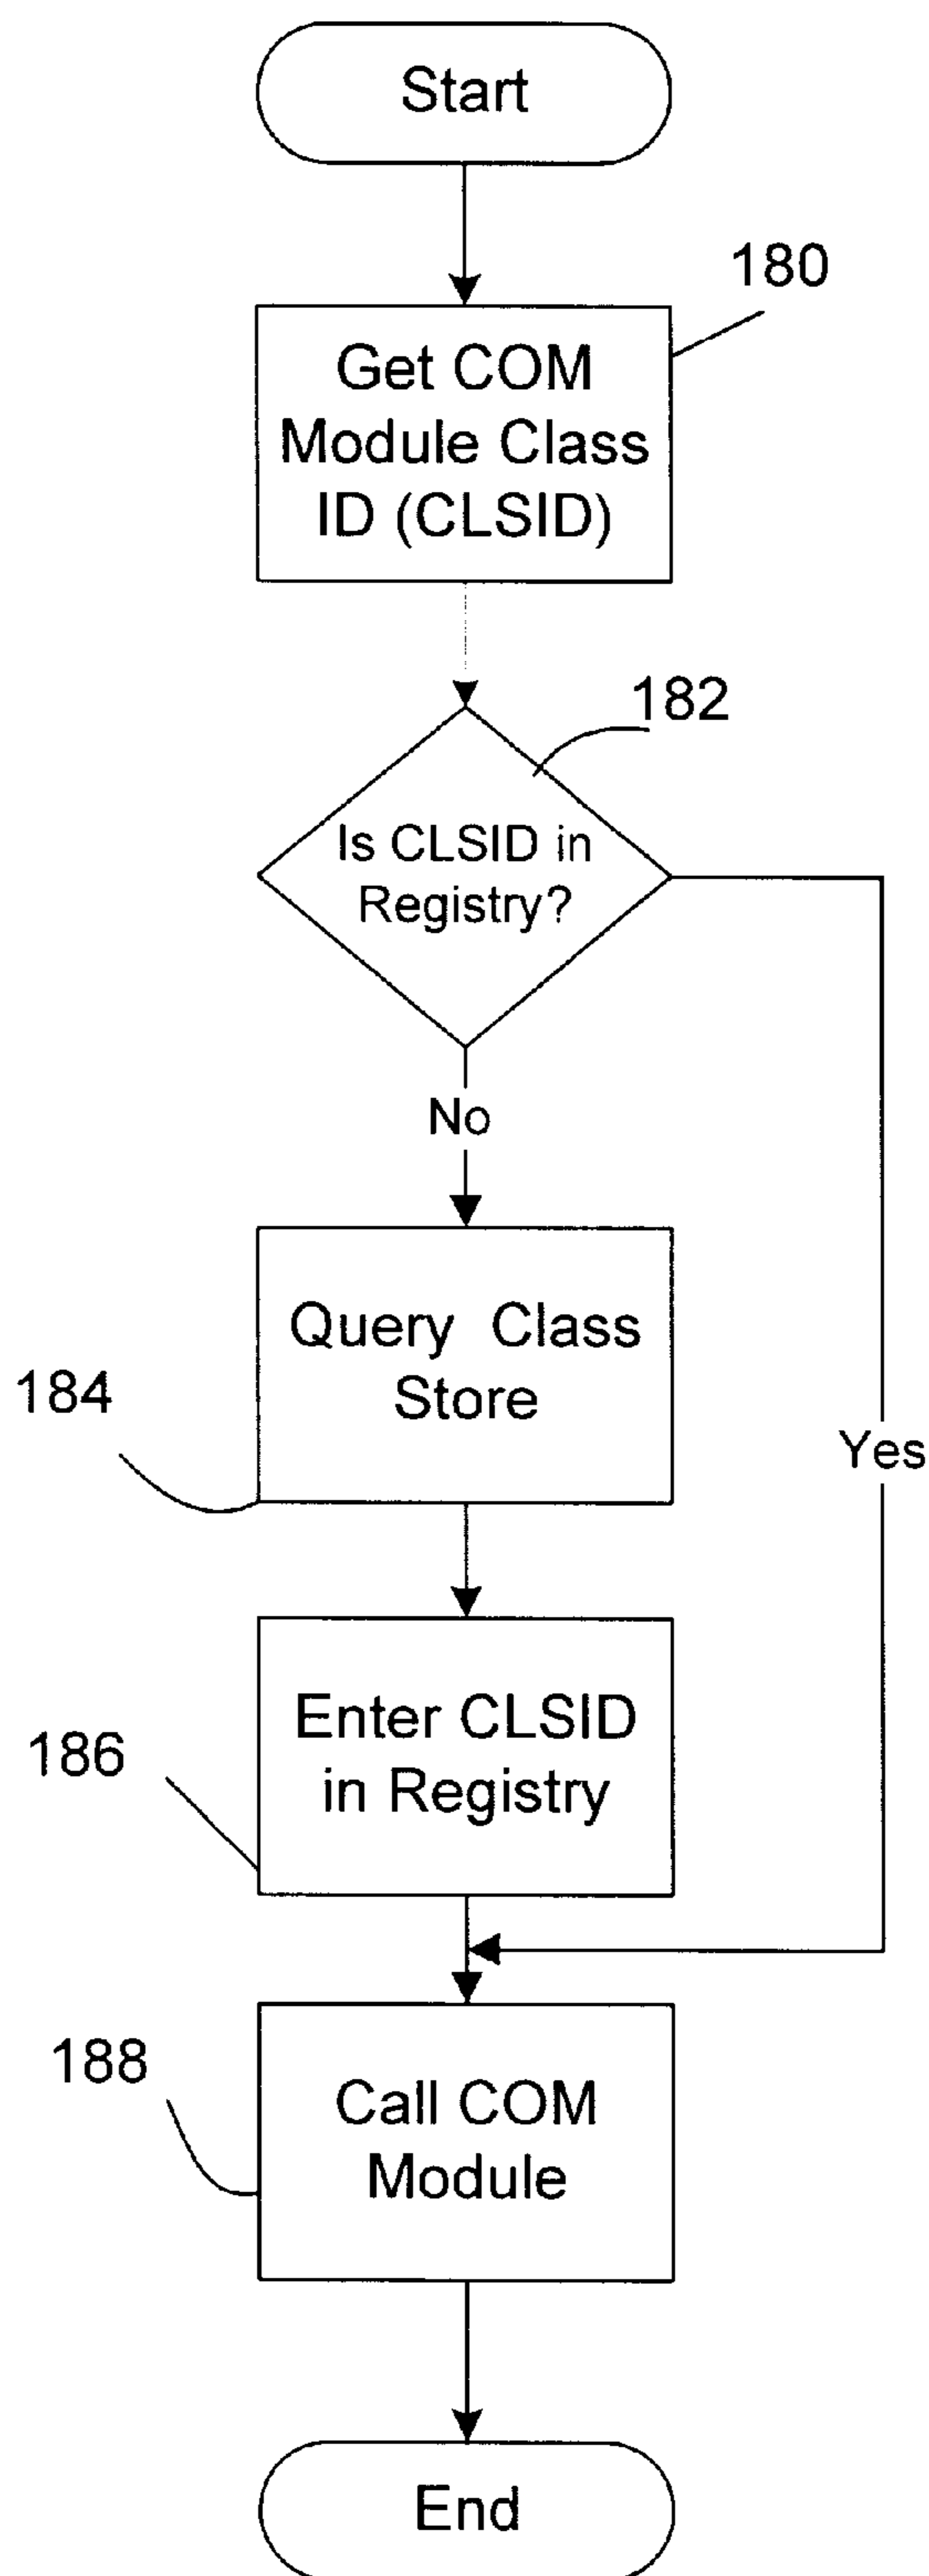 Start
180
Get COM
Module Class
ID (CLSID)
182
Is CLSID in
Registry?
No
Query Class
Store
184
Yes
Enter CLSID
in Registry
186
Call COM
Module
188
End